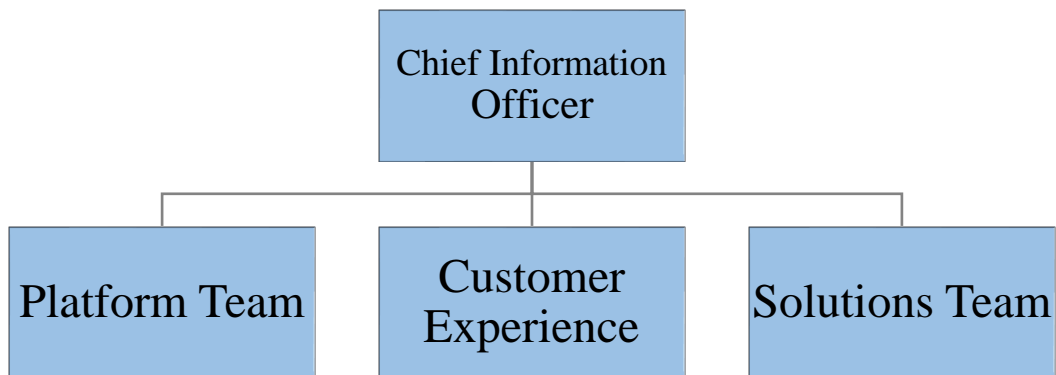 Chief Information
Officer
Platform Team
Customer
Experience
Solutions Team